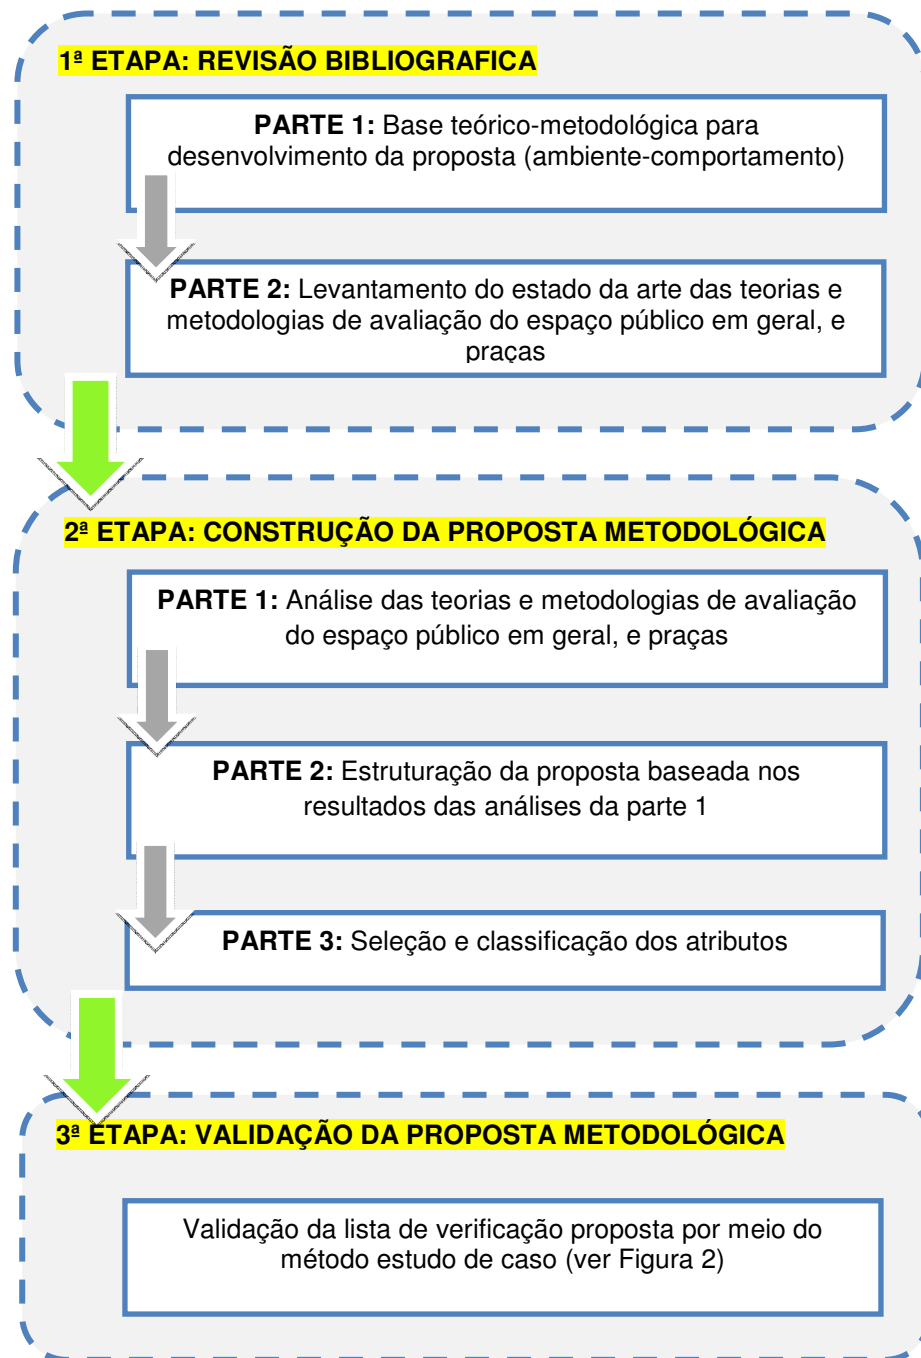 1ª ETAPA: REVISÃO BIBLIOGRAFICA
PARTE 1: Base teórico-metodológica para
desenvolvimento da proposta (ambiente-comportamento)
PARTE 2: Levantamento do estado da arte das teorias e
metodologias de avaliação do espaço público em geral, e
praças
2ª ETAPA: CONSTRUÇÃO DA PROPOSTA METODOLÓGICA
PARTE 1: Análise das teorias e metodologias de avaliação
do espaço público em geral, e praças
PARTE 2: Estruturação da proposta baseada nos
resultados das análises da parte 1
PARTE 3: Seleção e classificação dos atributos
3ª ETAPA: VALIDAÇÃO DA PROPOSTA METODOLÓGICA
Validação da lista de verificação proposta por meio do
método estudo de caso (ver Figura 2)